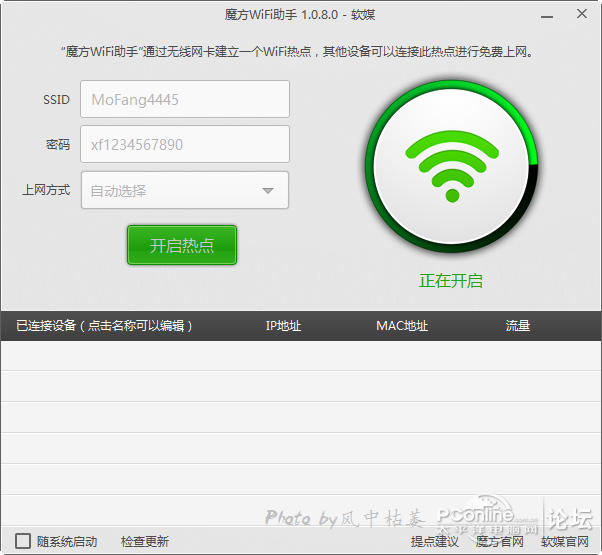 魔方WiFi助手 1.0.8.0 - 软媒
“魔方WiFi助手”通过无线网卡建立一个WiFi热点，其他设备可以连接此热点进行免费上网。
SSID MoFang4445
密码 xf1234567890
上网方式 自动选择
开启热点
正在开启
已连接设备（点击名称可以编辑） IP地址 MAC地址 流量
Photo by风中枯萎
PConline.com.cn 论坛
太平洋电脑网
随系统启动 检查更新 提点建议 魔方官网 软媒官网